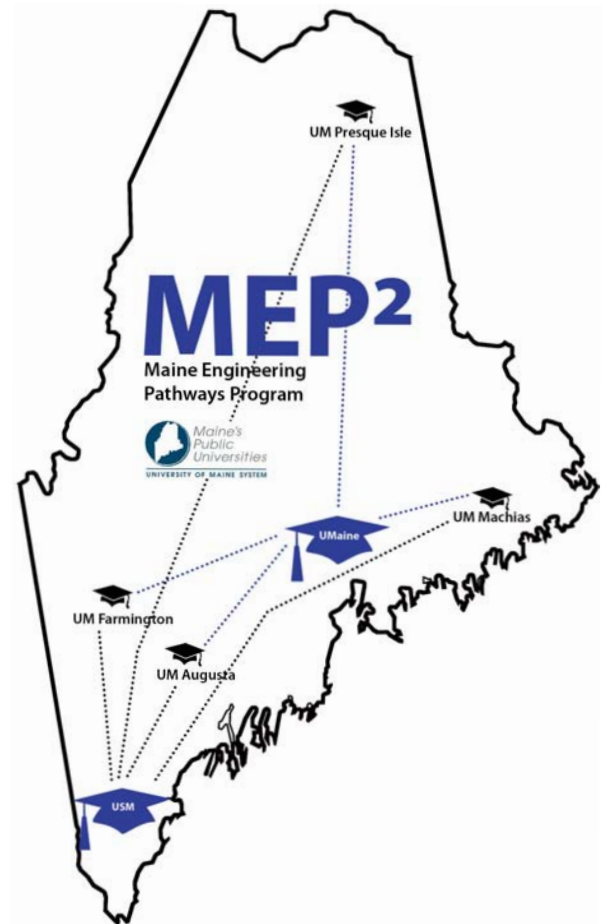 UM Presque Isle
MEP²
Maine Engineering
Pathways Program
Maine's
Public
Universities
UNIVERSITY OF MAINE SYSTEM
UM Machias
UMaine
UM Farmington
UM Augusta
USM